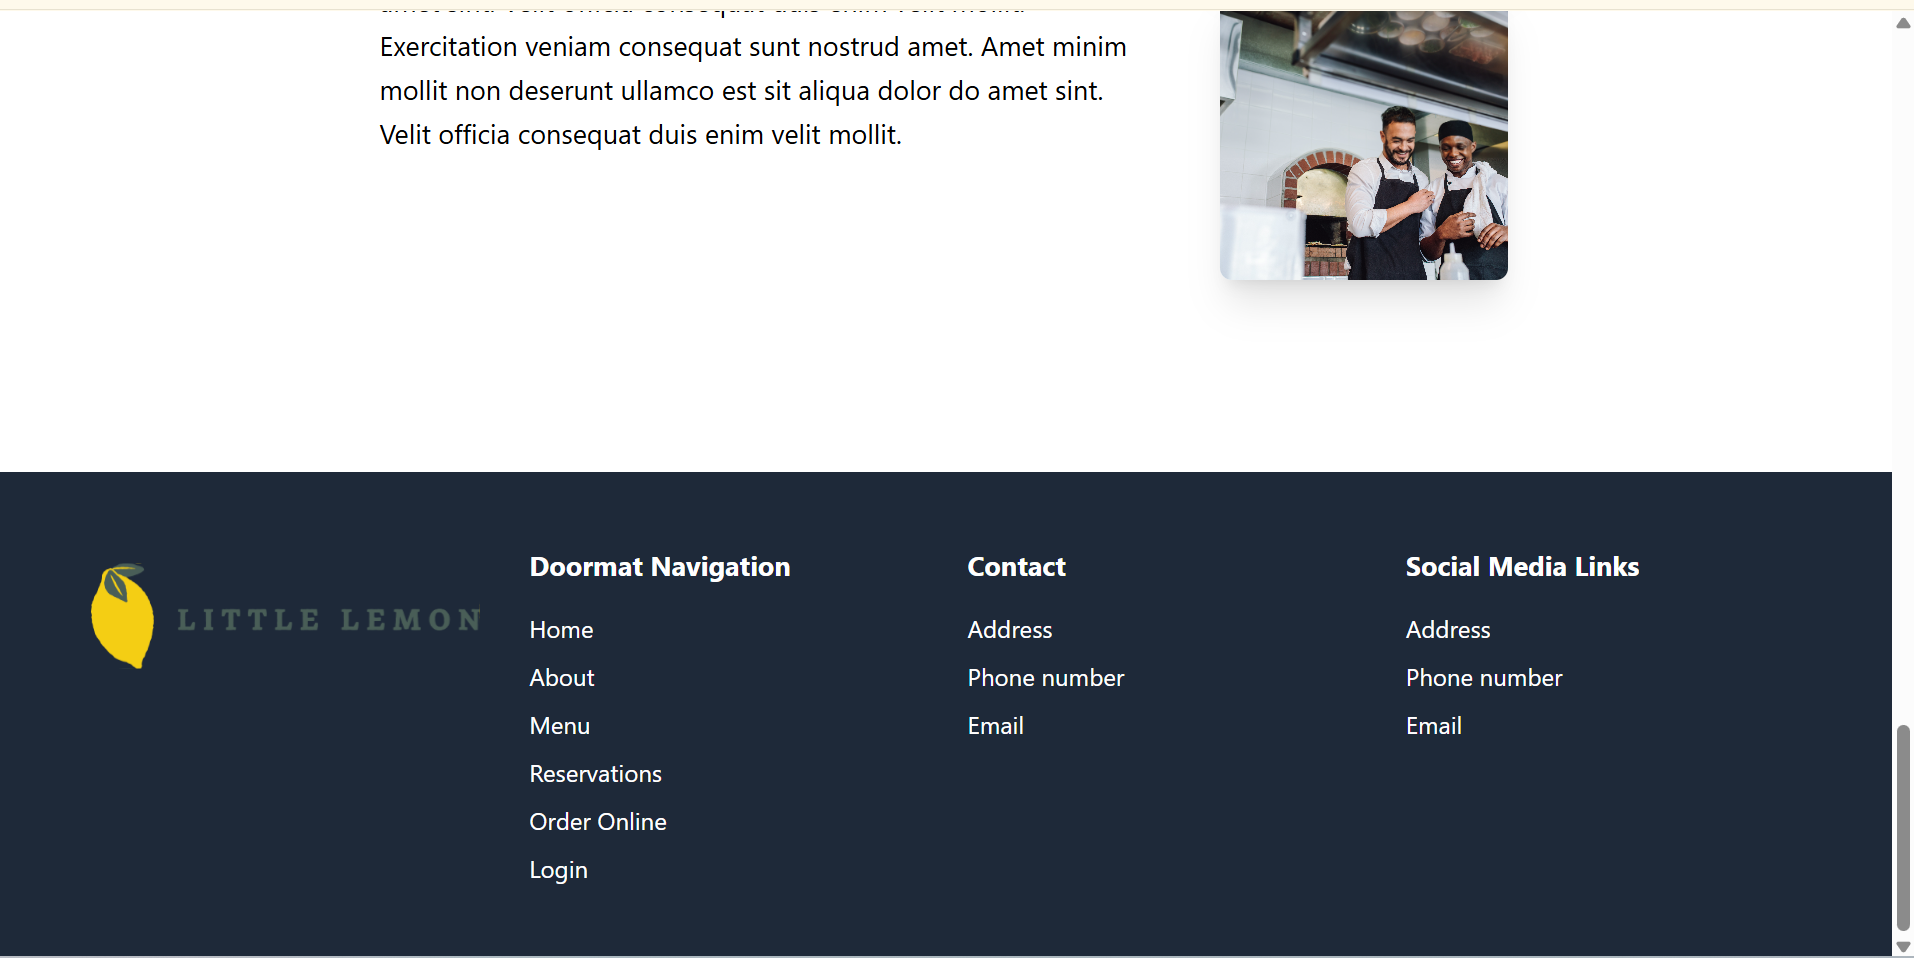 Exercitation veniam consequat sunt nostrud amet. Amet minim
mollit non deserunt ullamco est sit aliqua dolor do amet sint.
Velit officia consequat duis enim velit mollit.
LITTLE LEMON
Doormat Navigation
Home
About
Menu
Reservations
Order Online
Login
Contact
Address
Phone number
Email
Social Media Links
Address
Phone number
Email